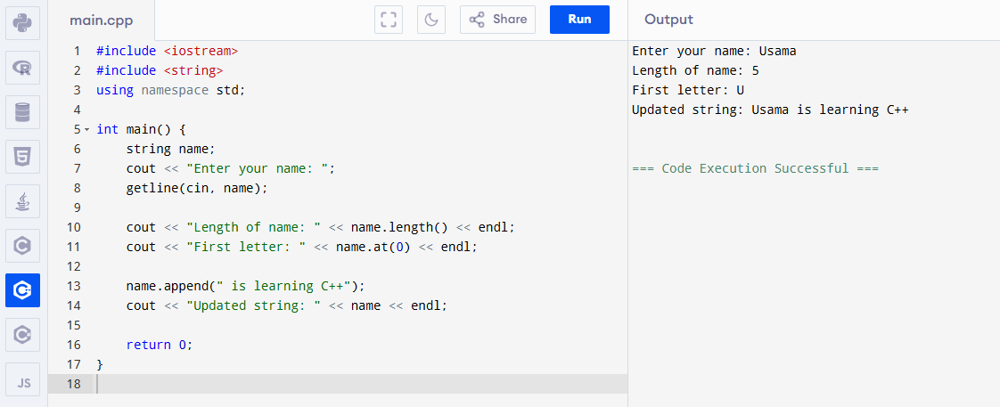 main.cpp
Share
Run
Output
1 #include <iostream>
2 #include <string>
3 using namespace std;
4
5 int main() {
6     string name;
7     cout << "Enter your name: ";
8     getline(cin, name);
9
10     cout << "Length of name: " << name.length() << endl;
11     cout << "First letter: " << name.at(0) << endl;
12
13     name.append(" is learning C++");
14     cout << "Updated string: " << name << endl;
15
16     return 0;
17 }
18
Enter your name: Usama
Length of name: 5
First letter: U
Updated string: Usama is learning C++
=== Code Execution Successful ===
R
5
C
C
C
JS